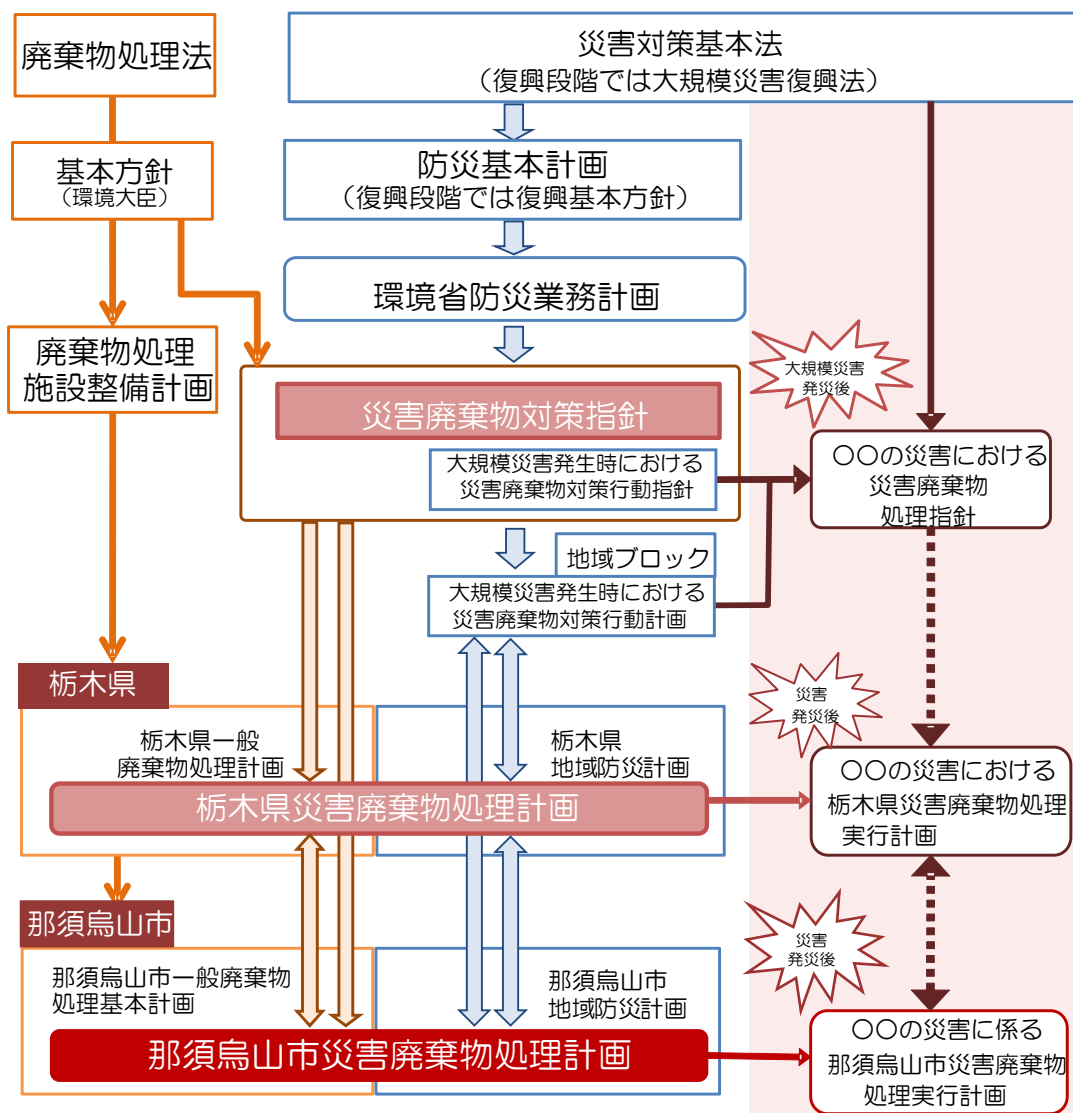 廃棄物処理法
災害対策基本法
（復興段階では大規模災害復興法）
基本方針
（環境大臣）
防災基本計画
（復興段階では復興基本方針）
環境省防災業務計画
廃棄物処理
施設整備計画
大規模災害
発災後
災害廃棄物対策指針
大規模災害発生時における
災害廃棄物対策行動指針
〇〇の災害における
災害廃棄物
処理指針
地域ブロック
大規模災害発生時における
災害廃棄物対策行動計画
栃木県
災害
発災後
栃木県一般
廃棄物処理計画
栃木県
地域防災計画
栃木県災害廃棄物処理計画
〇〇の災害における
栃木県災害廃棄物処理
実行計画
那須烏山市
災害
発災後
那須烏山市一般廃棄物
処理基本計画
那須烏山市
地域防災計画
那須烏山市災害廃棄物処理計画
〇〇の災害に係る
那須烏山市災害廃棄物
処理実行計画